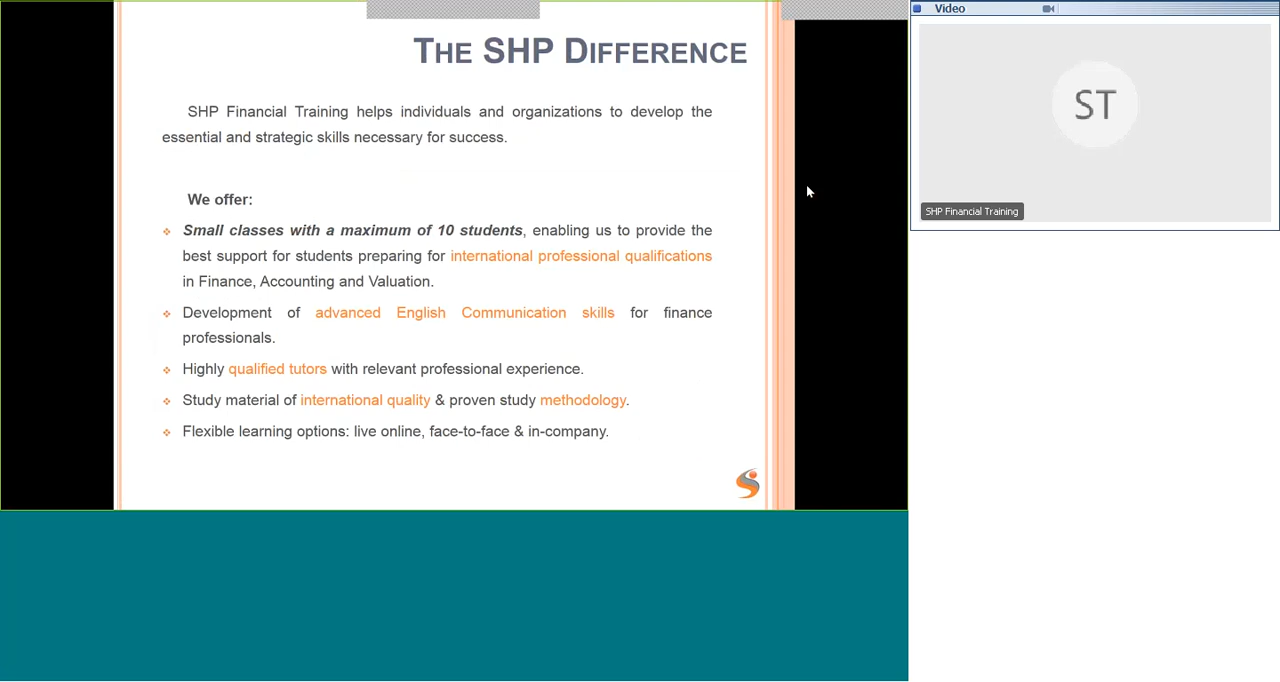 Video
THE SHP DIFFERENCE
SHP Financial Training helps individuals and organizations to develop the
essential and strategic skills necessary for success.
We offer:
Small classes with a maximum of 10 students, enabling us to provide the
best support for students preparing for international professional qualifications
in Finance, Accounting and Valuation.
Development of advanced English Communication skills for finance
professionals.
Highly qualified tutors with relevant professional experience.
Study material of international quality & proven study methodology.
Flexible learning options: live online, face-to-face & in-company.
ST
SHP Financial Training